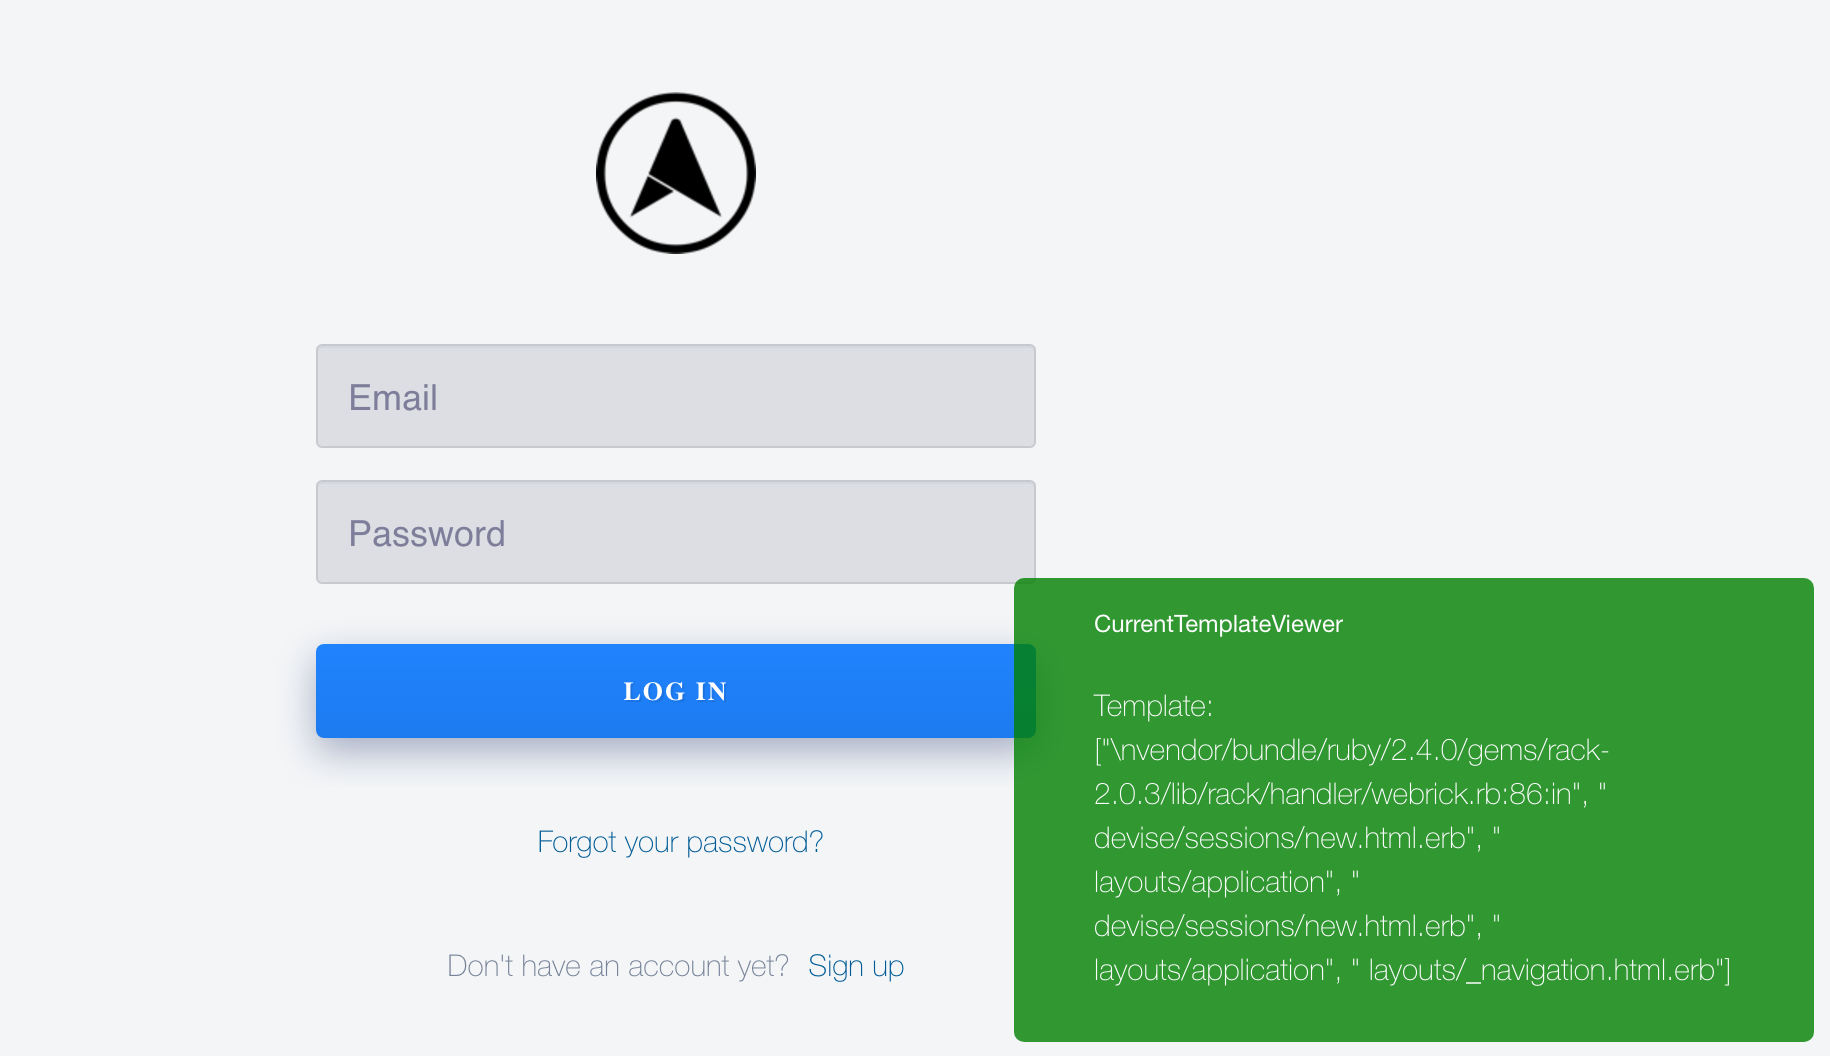 Email
Password
LOG IN
Forgot your password?
Don't have an account yet? Sign up
CurrentTemplateViewer
Template:
["\nvendor/bundle/ruby/2.4.0/gems/rack-
2.0.3/lib/rack/handler/webrick.rb:86:in", "
devise/sessions/new.html.erb", "
layouts/application", "
devise/sessions/new.html.erb", "
layouts/application", " layouts/_navigation.html.erb"]